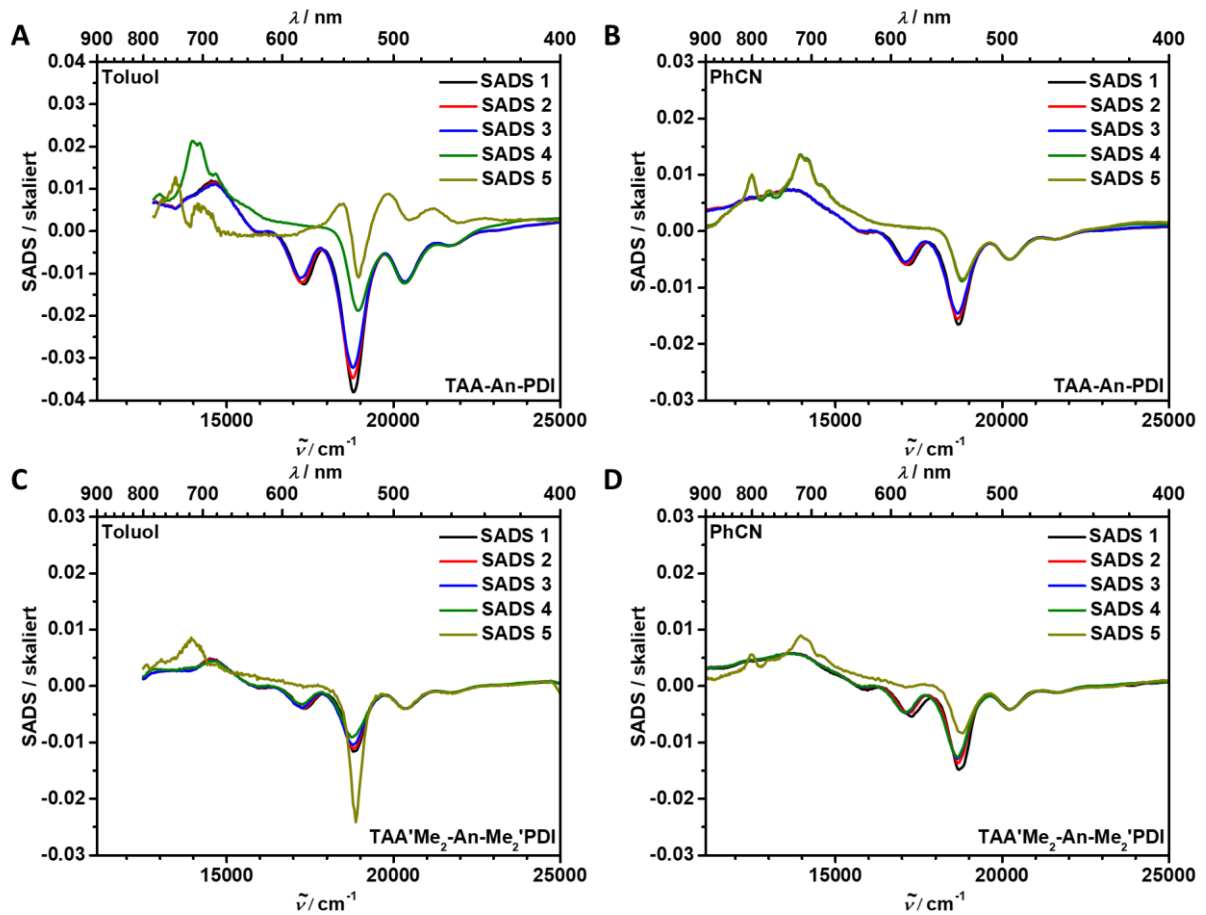 A
λ / nm
900 800 700 600 500 400
Toluol
SADS 1
SADS 2
SADS 3
SADS 4
SADS 5
0.04
0.03
0.02
0.01
0.00
-0.01
-0.02
-0.03
-0.04
SADS / skaliert
TAA-An-PDI
15000 20000 25000
ν̃ / cm⁻¹
B
λ / nm
900 800 700 600 500 400
PhCN
SADS 1
SADS 2
SADS 3
SADS 4
SADS 5
0.03
0.02
0.01
0.00
-0.01
-0.02
-0.03
SADS / skaliert
TAA-An-PDI
15000 20000 25000
ν̃ / cm⁻¹
C
λ / nm
900 800 700 600 500 400
Toluol
SADS 1
SADS 2
SADS 3
SADS 4
SADS 5
0.03
0.02
0.01
0.00
-0.01
-0.02
-0.03
SADS / skaliert
TAA'Me₂-An-Me₂'PDI
15000 20000 25000
ν̃ / cm⁻¹
D
λ / nm
900 800 700 600 500 400
PhCN
SADS 1
SADS 2
SADS 3
SADS 4
SADS 5
0.03
0.02
0.01
0.00
-0.01
-0.02
-0.03
SADS / skaliert
TAA'Me₂-An-Me₂'PDI
15000 20000 25000
ν̃ / cm⁻¹